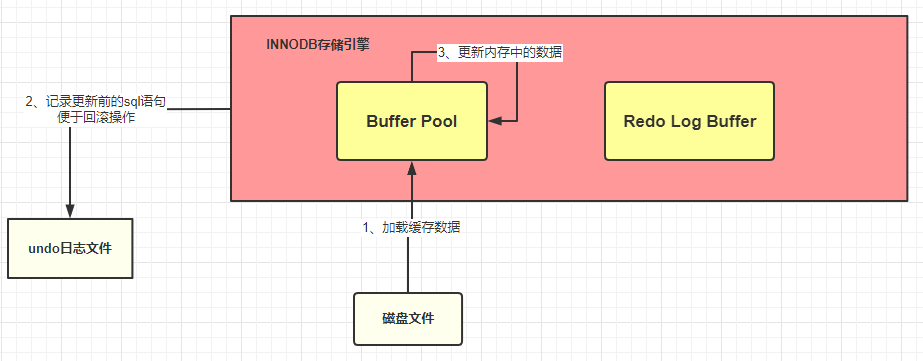 INNODB存储引擎
3、更新内存中的数据
2、记录更新前的sql语句
便于回滚操作
Buffer Pool
Redo Log Buffer
1、加载缓存数据
undo日志文件
磁盘文件